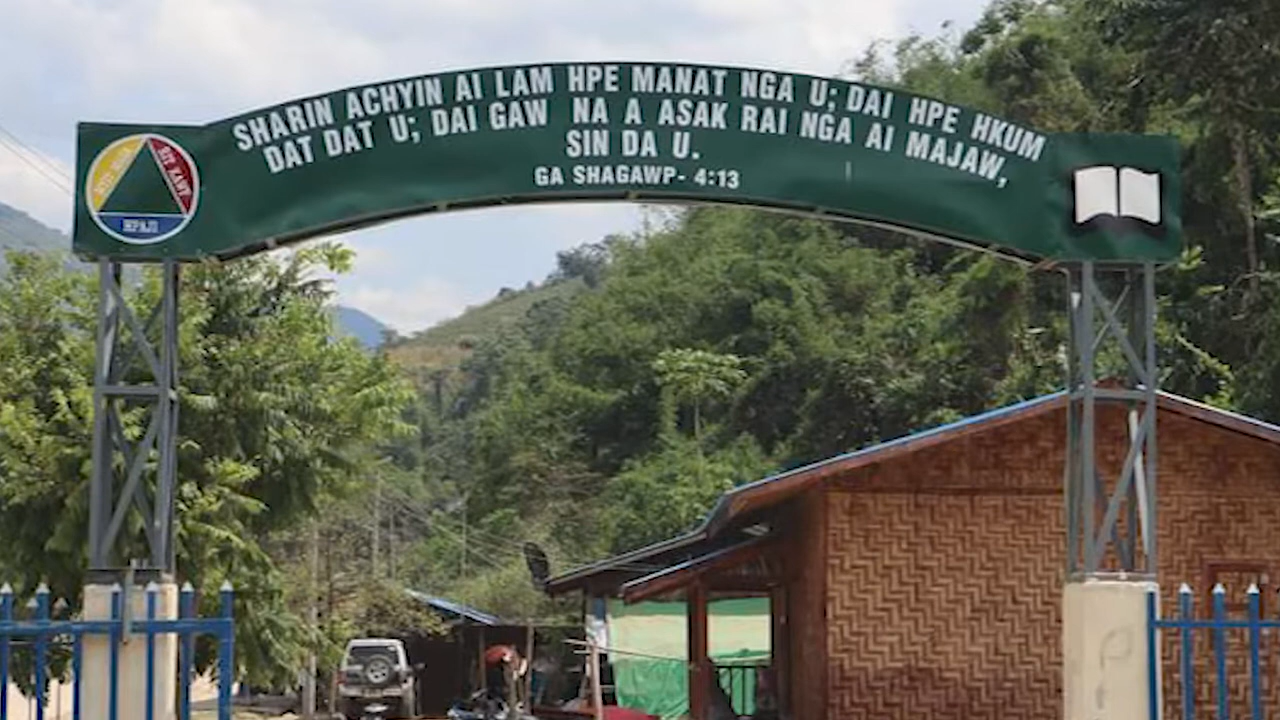 SHARIN ACHYIN AI LAM HPE MANAT NGA U; DAI HPE HKUM
DAT DAT U; DAI GAW NA A ASAK RAI NGA AI MAJAW,
SIN DA U.
GA SHAGAWP- 4:13
HPAJI